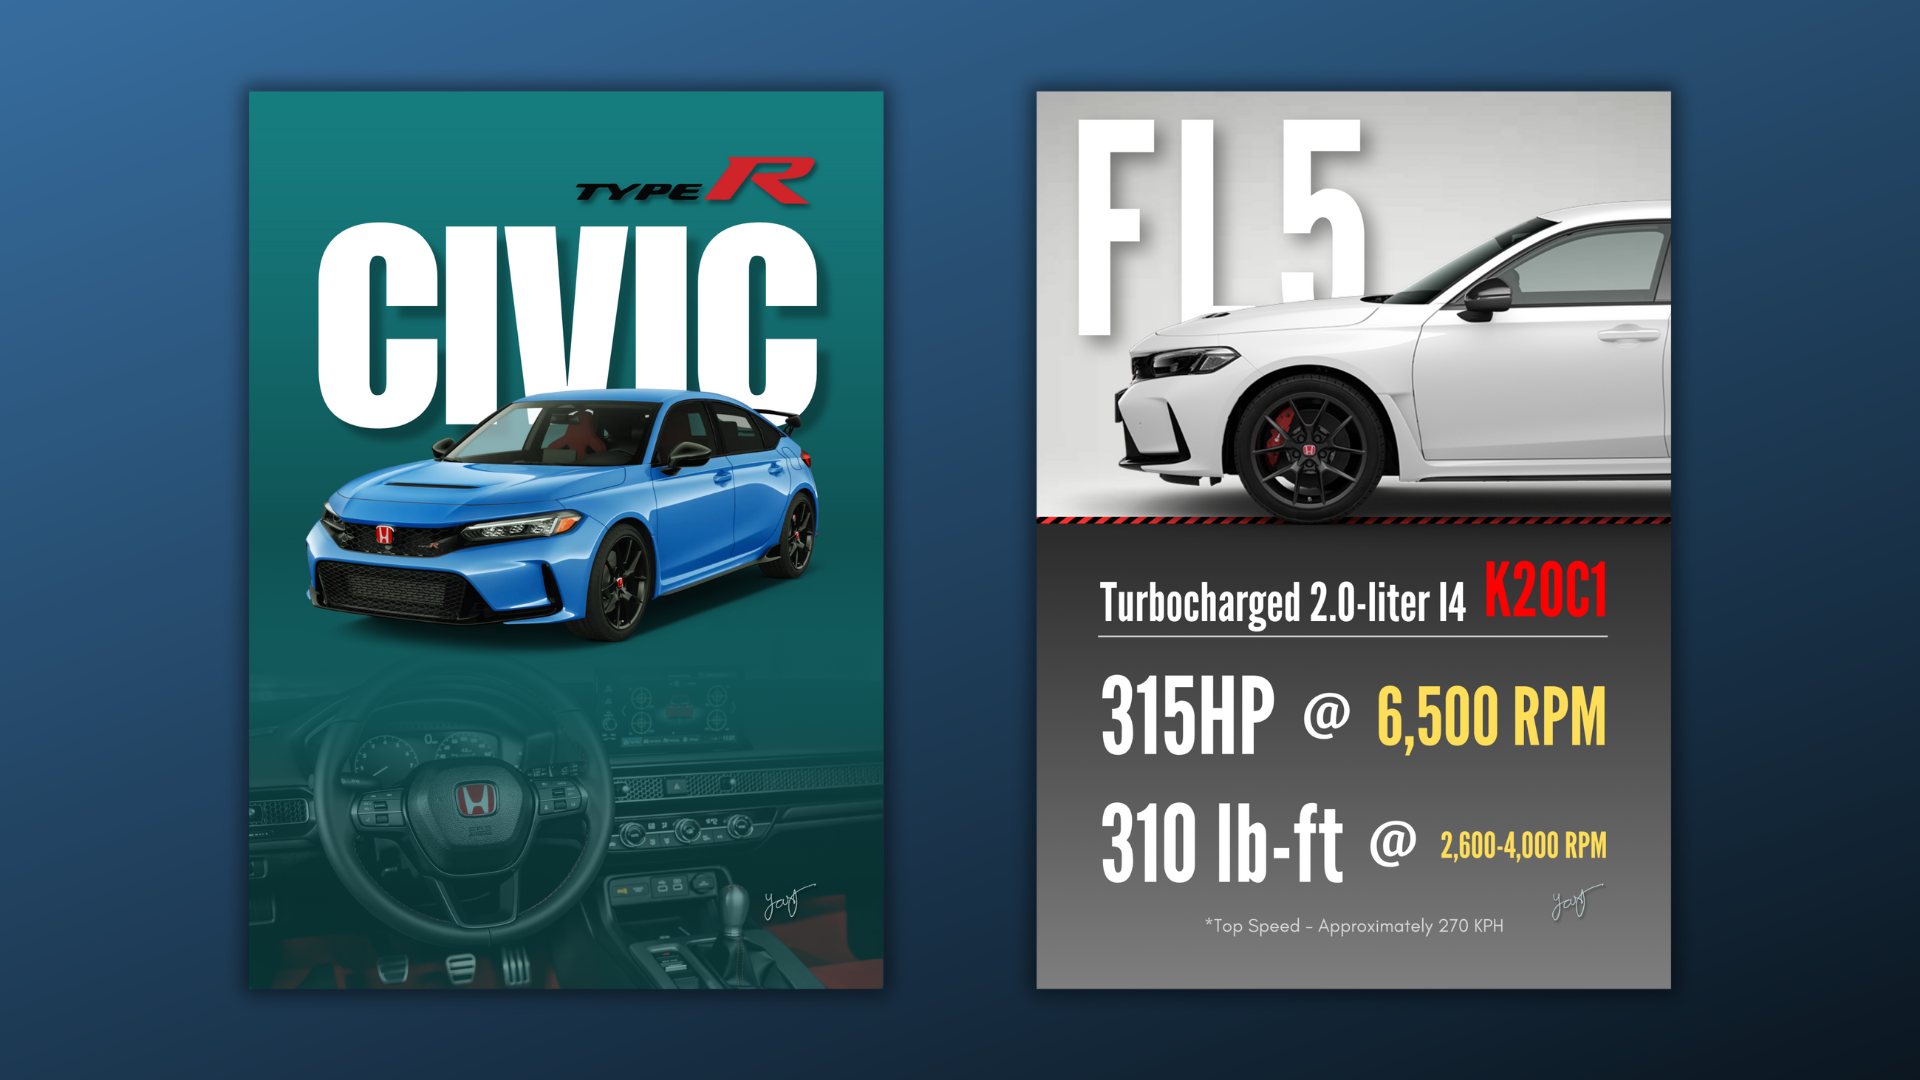 TYPE R
CIVIC
FL5
Turbocharged 2.0-liter I4 K20C1
315HP @ 6,500 RPM
310 lb-ft @ 2,600-4,000 RPM
*Top Speed - Approximately 270 KPH